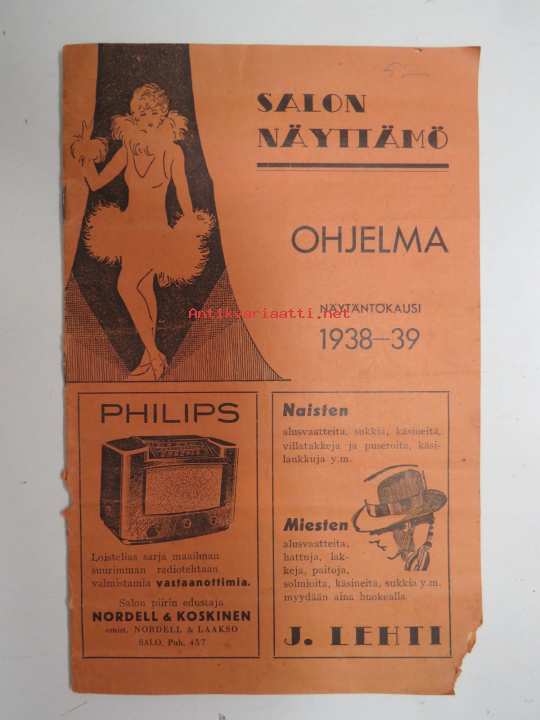 SALON
NÄYTTÄMÖ
OHJELMA
NÄYTÄNTÖKAUSI
1938—39
Antikvariaatti.net
PHILIPS
Loistelias sarja maailman
suurimman radiotehtaan
valmistamia vastaanottimia.
Salon piirin edustaja
NORDELL & KOSKINEN
omist. NORDELL & LAAKSO
SALO, Puh. 457
Naisten
alusvaatteita, sukkia, käsineitä,
villatakkeja ja puseroita, käsi-
laukkuja y.m.
Miesten
alusvaatteita,
hattuja, lak-
keja, paitoja,
solmioita, käsineitä, sukkia y.m.
myydään aina huokealla
J. LEHTI